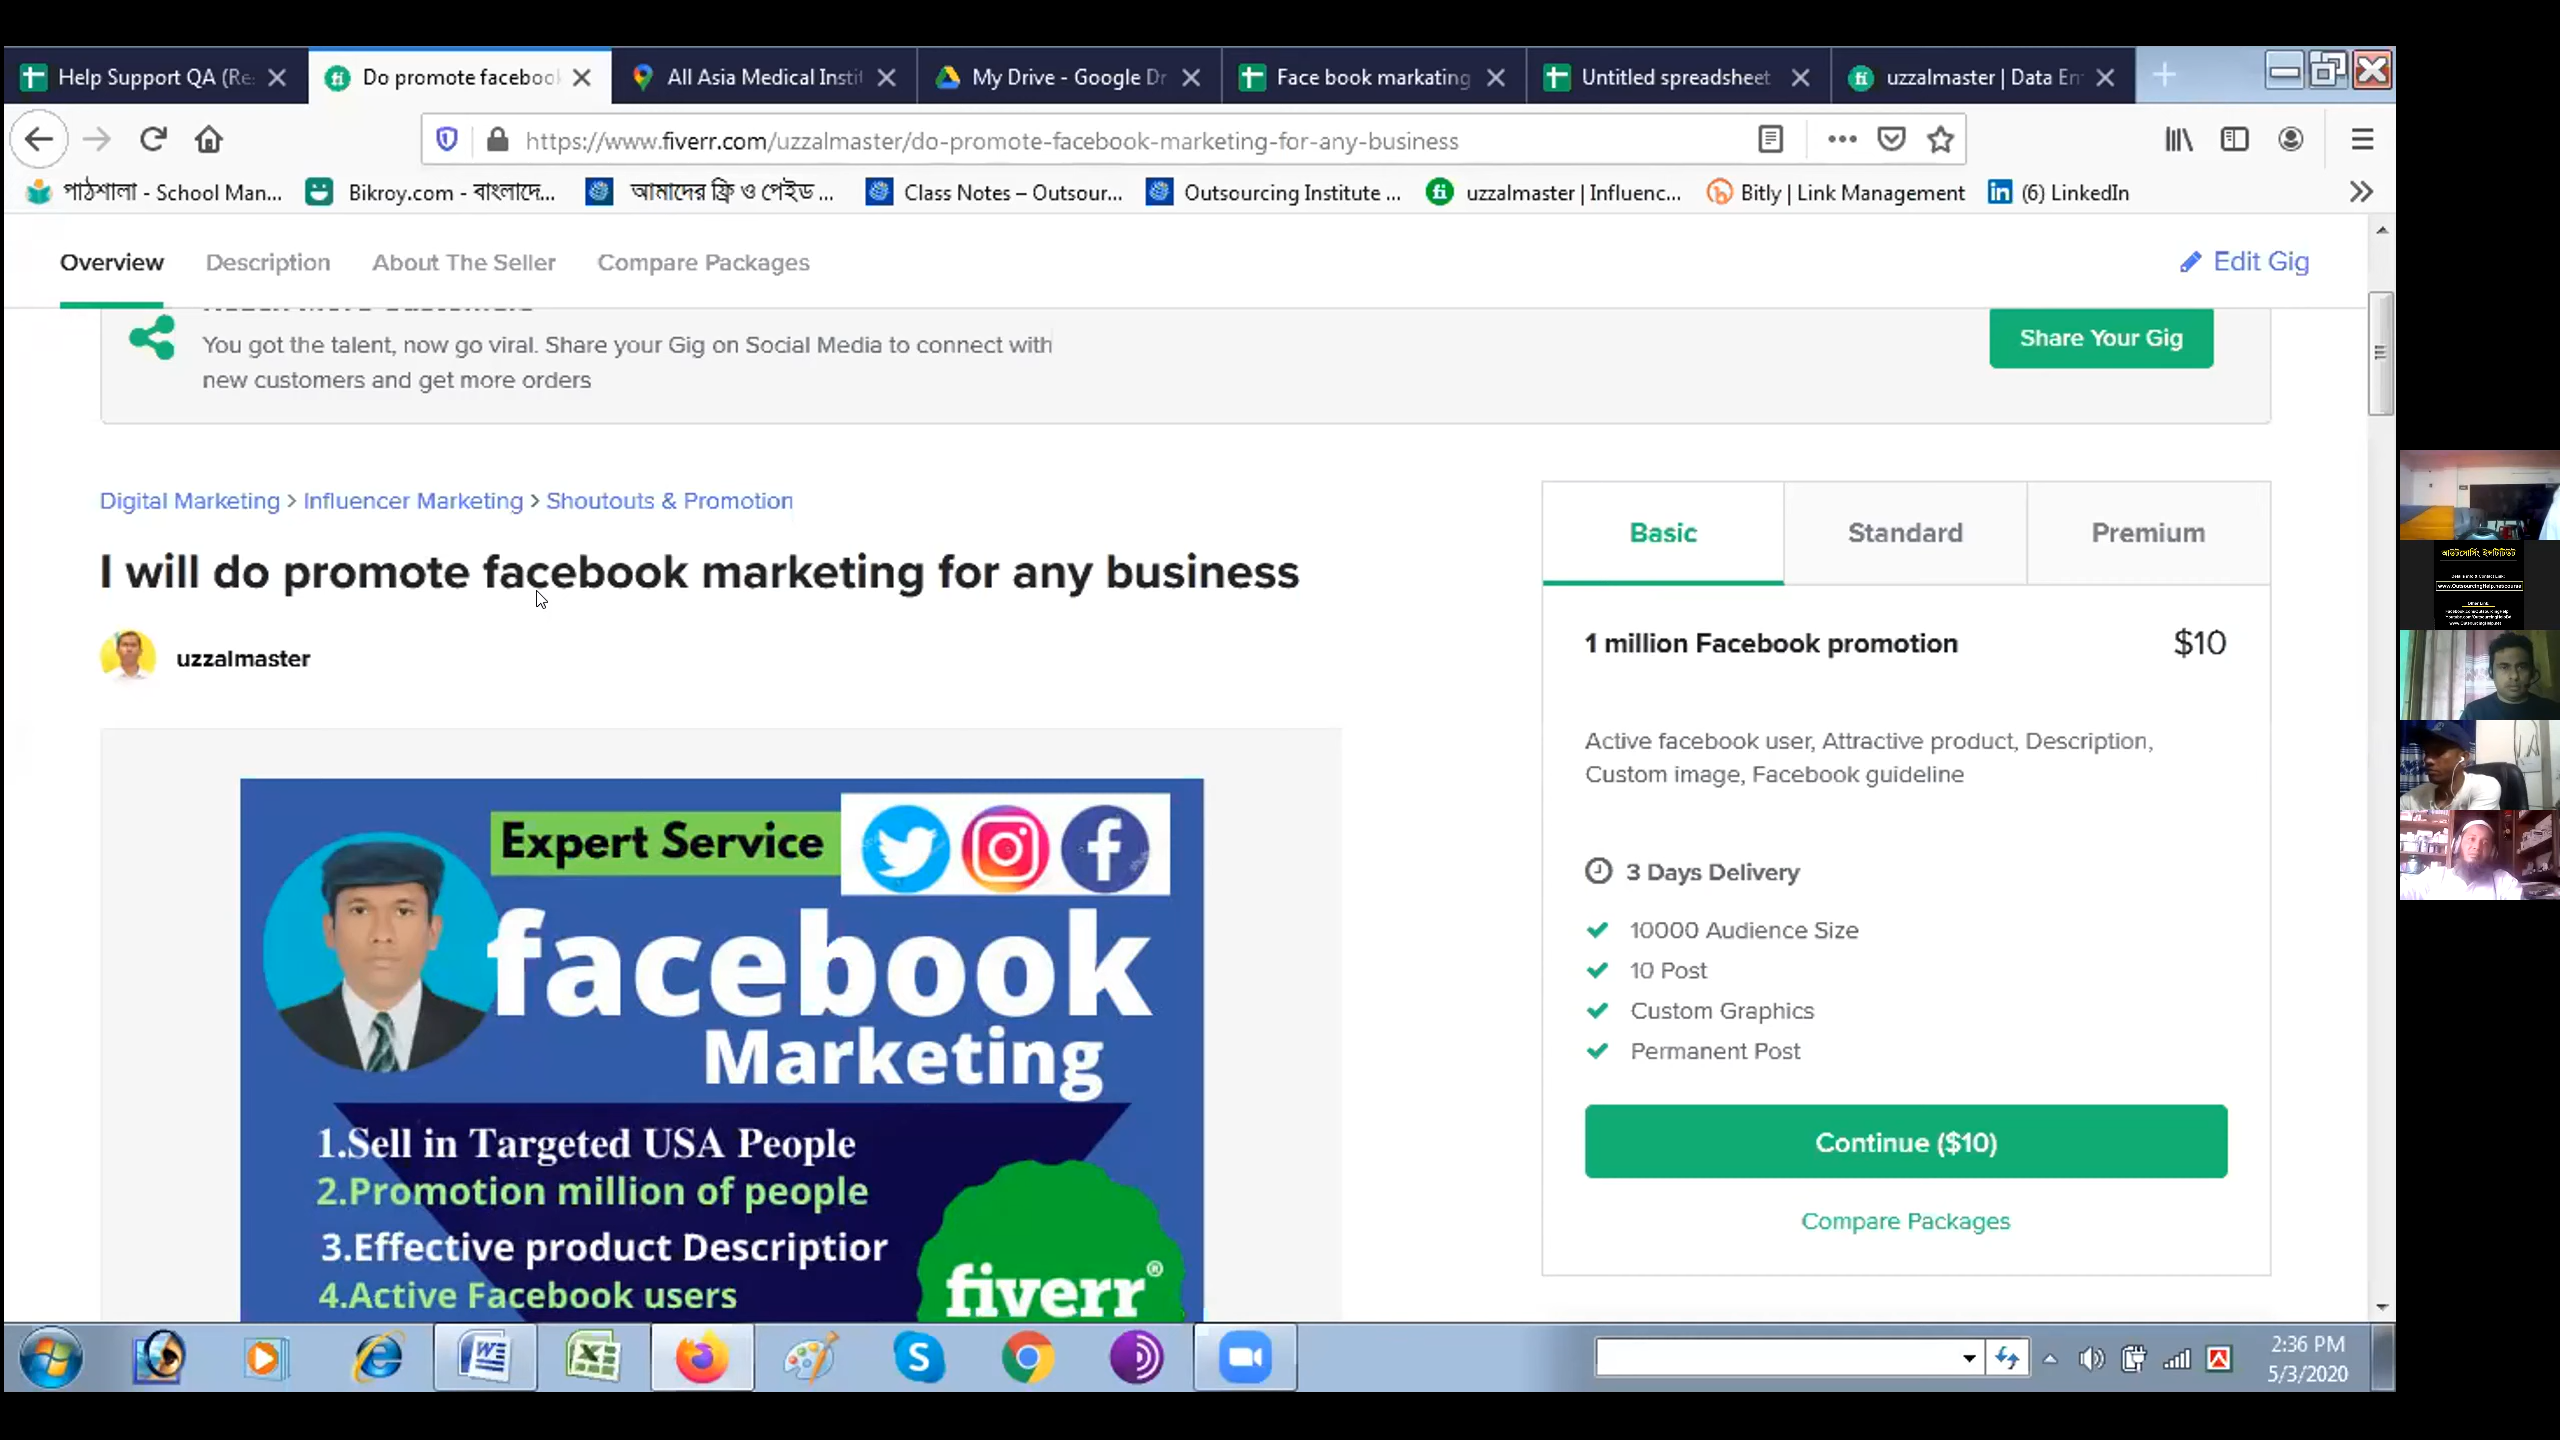 Help Support QA (Re
Do promote faceboo
All Asia Medical Insti
My Drive - Google Dr
Face book markating
Untitled spreadsheet
uzzalmaster | Data En
https://www.fiverr.com/uzzalmaster/do-promote-facebook-marketing-for-any-business
পাঠশালা - School Man...
Bikroy.com - বাংলাদে...
আমাদের ফ্রি ও পেইড ...
Class Notes – Outsour...
Outsourcing Institute ...
uzzalmaster | Influenc...
Bitly | Link Management
(6) LinkedIn
Overview
Description
About The Seller
Compare Packages
Edit Gig
You got the talent, now go viral. Share your Gig on Social Media to connect with
new customers and get more orders
Share Your Gig
Digital Marketing > Influencer Marketing > Shoutouts & Promotion
I will do promote facebook marketing for any business
uzzalmaster
Expert Service
facebook
Marketing
1.Sell in Targeted USA People
2.Promotion million of people
3.Effective product Descriptior
4.Active Facebook users
fiverr®
Basic
Standard
Premium
1 million Facebook promotion
$10
Active facebook user, Attractive product, Description,
Custom image, Facebook guideline
3 Days Delivery
10000 Audience Size
10 Post
Custom Graphics
Permanent Post
Continue ($10)
Compare Packages
2:36 PM
5/3/2020